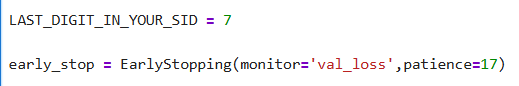 LAST_DIGIT_IN_YOUR_SID = 7
early_stop = EarlyStopping(monitor='val_loss',patience=17)